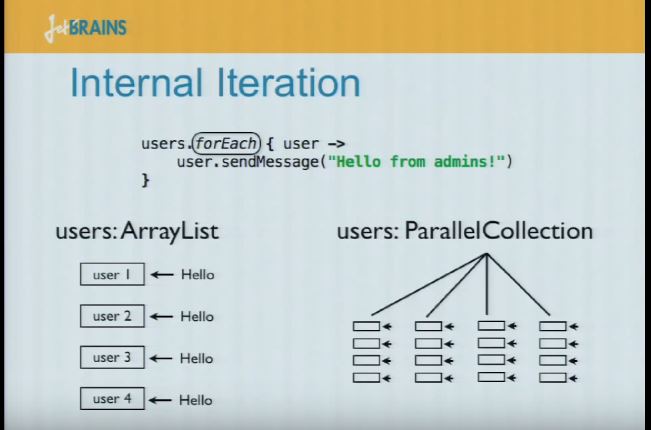 JetBRAINS
Internal Iteration
users.forEach { user ->
user.sendMessage("Hello from admins!")
}
users: ArrayList
user 1 Hello
user 2 Hello
user 3 Hello
user 4 Hello
users: ParallelCollection